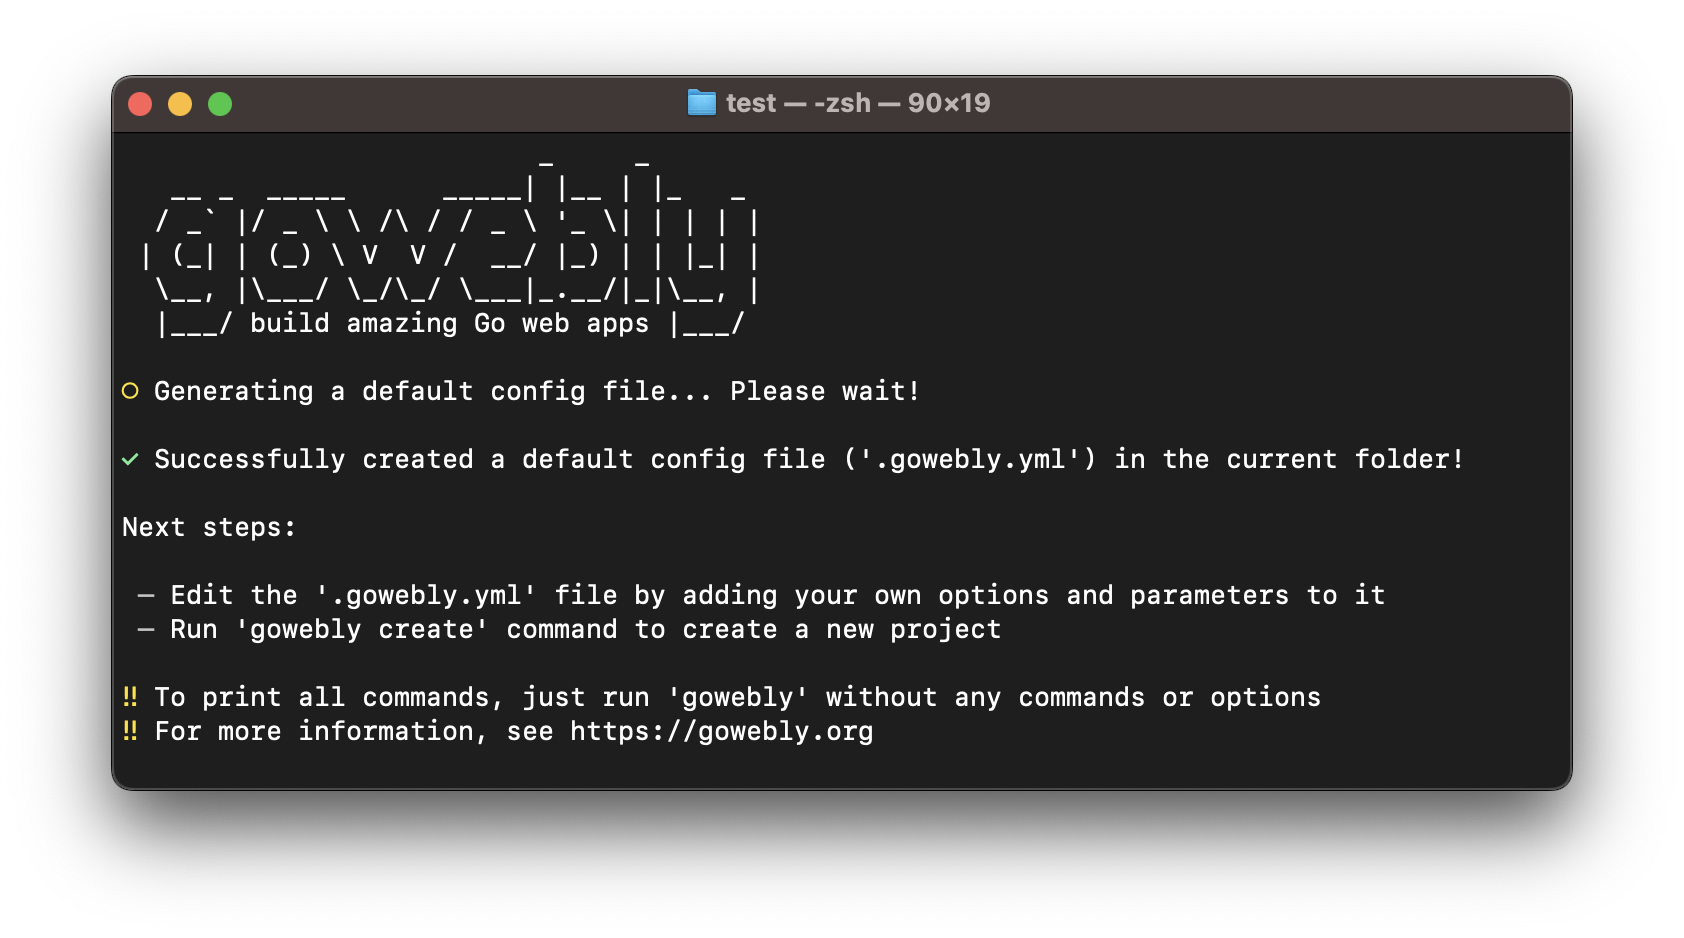 test — -zsh — 90×19
                          _     _
   __ _  _____      _____| |__ | |_   _
  / _` |/ _ \ \ /\ / / _ \ '_ \| | | | |
 | (_| | (_) \ V  V /  __/ |_) | | |_| |
  \__, |\___/ \_/\_/ \___|_.__/|_|\__, |
  |___/ build amazing Go web apps |___/
Generating a default config file... Please wait!
✓ Successfully created a default config file ('.gowebly.yml') in the current folder!
Next steps:
— Edit the '.gowebly.yml' file by adding your own options and parameters to it
— Run 'gowebly create' command to create a new project
!! To print all commands, just run 'gowebly' without any commands or options
!! For more information, see https://gowebly.org